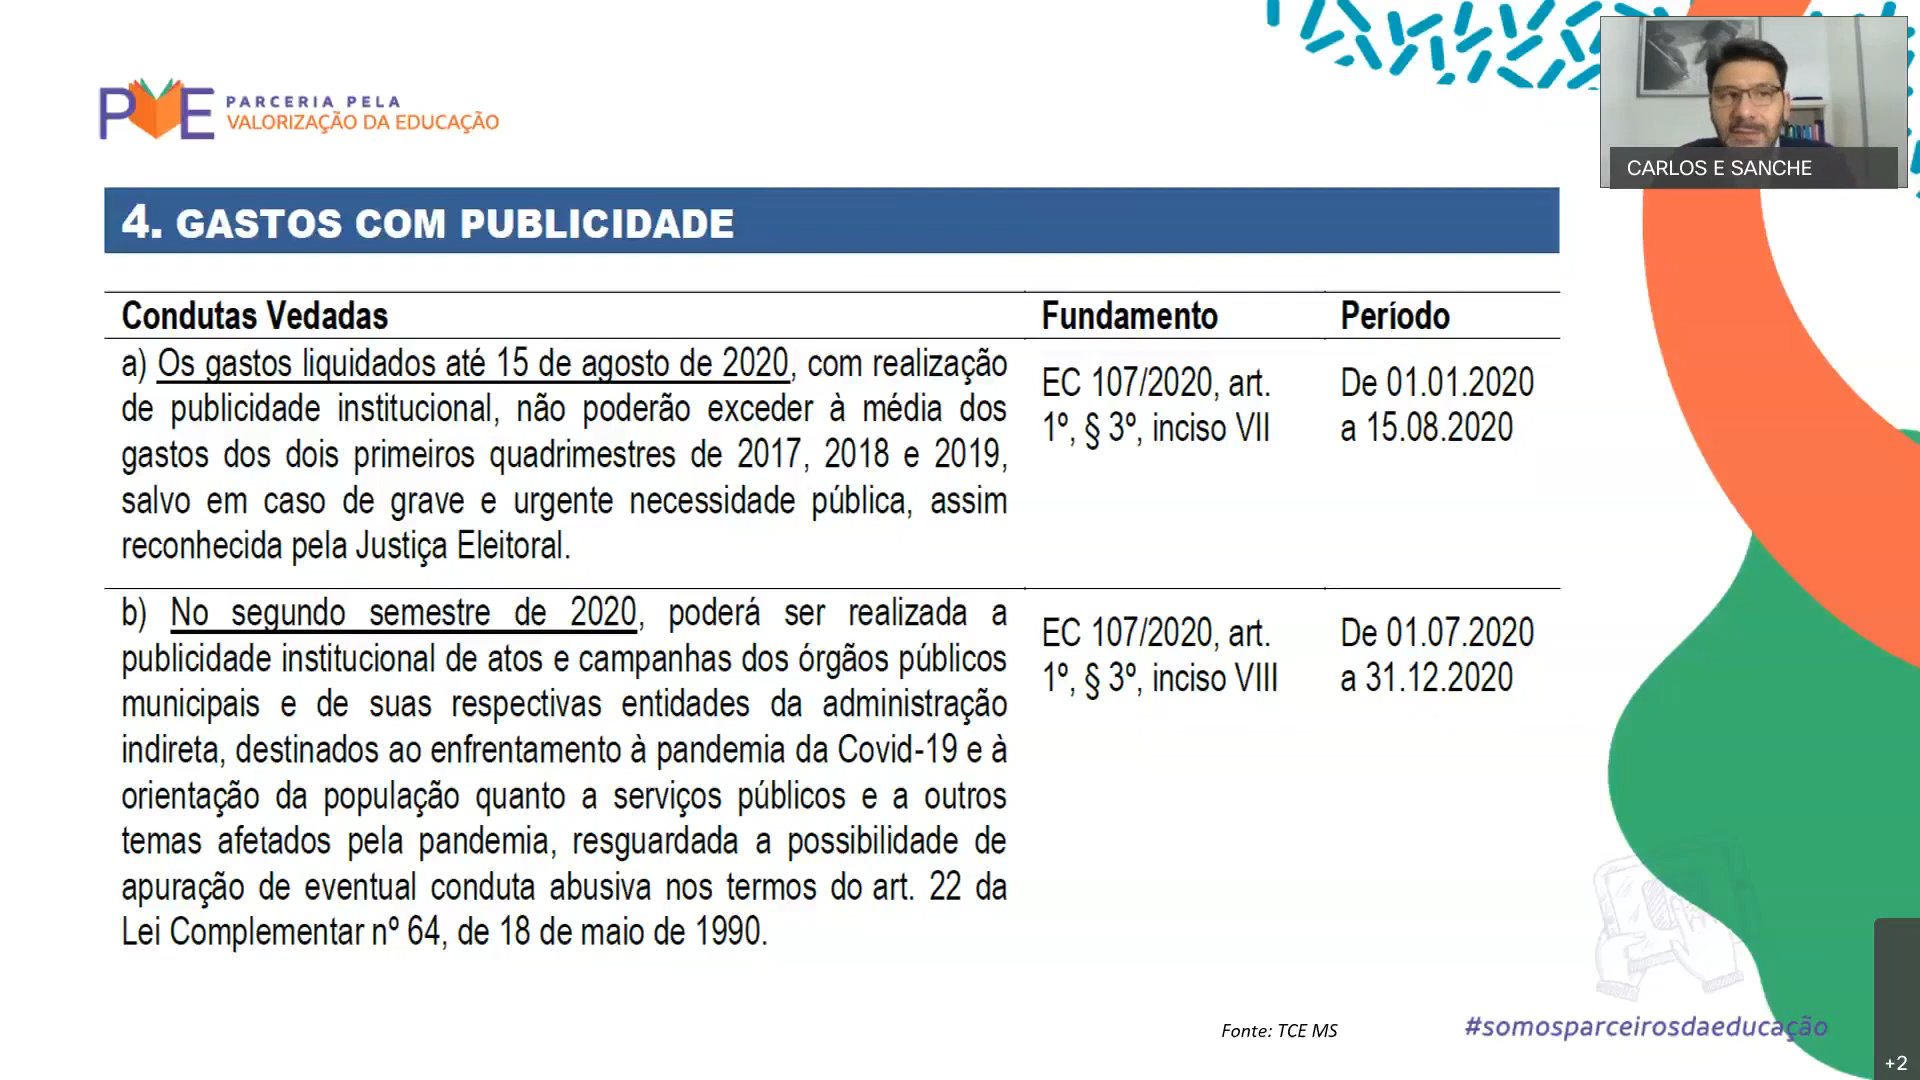 PVE PARCERIA PELA
VALORIZAÇÃO DA EDUCAÇÃO
CARLOS E SANCHE
4. GASTOS COM PUBLICIDADE
Condutas Vedadas Fundamento Período
a) Os gastos liquidados até 15 de agosto de 2020, com realização
de publicidade institucional, não poderão exceder à média dos
gastos dos dois primeiros quadrimestres de 2017, 2018 e 2019,
salvo em caso de grave e urgente necessidade pública, assim
reconhecida pela Justiça Eleitoral.
EC 107/2020, art.
1º, § 3º, inciso VII
De 01.01.2020
a 15.08.2020
b) No segundo semestre de 2020, poderá ser realizada a
publicidade institucional de atos e campanhas dos órgãos públicos
municipais e de suas respectivas entidades da administração
indireta, destinados ao enfrentamento à pandemia da Covid-19 e à
orientação da população quanto a serviços públicos e a outros
temas afetados pela pandemia, resguardada a possibilidade de
apuração de eventual conduta abusiva nos termos do art. 22 da
Lei Complementar nº 64, de 18 de maio de 1990.
EC 107/2020, art.
1º, § 3º, inciso VIII
De 01.07.2020
a 31.12.2020
Fonte: TCE MS
#somosparceirosdaeducação
+2